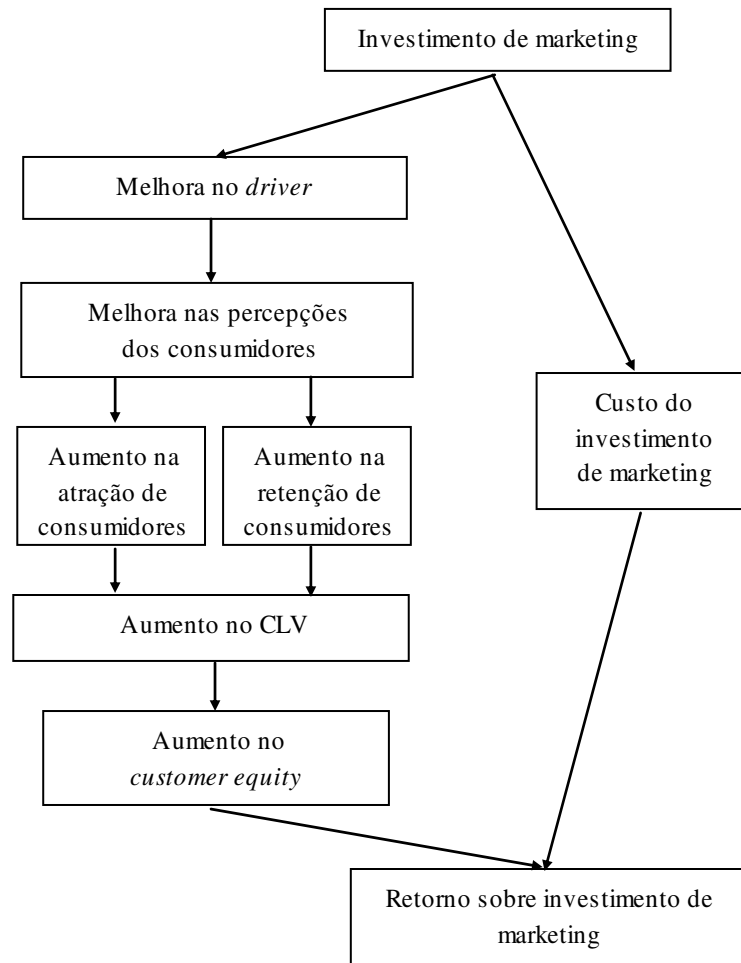 Investimento de marketing
Melhora no driver
Melhora nas percepções
dos consumidores
Aumento na
atração de
consumidores
Aumento na
retenção de
consumidores
Custo do
investimento
de marketing
Aumento no CLV
Aumento no
customer equity
Retorno sobre investimento de
marketing